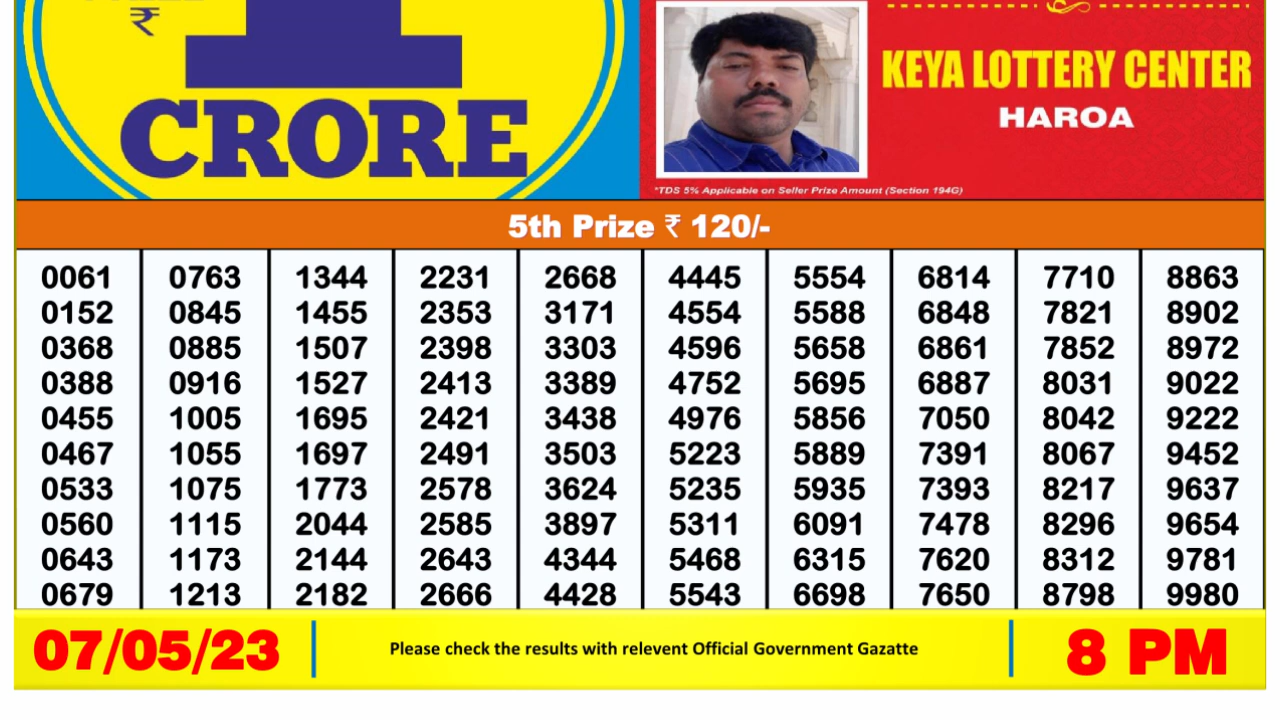 ₹
1
CRORE
KEYA LOTTERY CENTER
HAROA
*TDS 5% Applicable on Seller Prize Amount (Section 194G)
5th Prize ₹ 120/-
0061 0763 1344 2231 2668 4445 5554 6814 7710 8863
0152 0845 1455 2353 3171 4554 5588 6848 7821 8902
0368 0885 1507 2398 3303 4596 5658 6861 7852 8972
0388 0916 1527 2413 3389 4752 5695 6887 8031 9022
0455 1005 1695 2421 3438 4976 5856 7050 8042 9222
0467 1055 1697 2491 3503 5223 5889 7391 8067 9452
0533 1075 1773 2578 3624 5235 5935 7393 8217 9637
0560 1115 2044 2585 3897 5311 6091 7478 8296 9654
0643 1173 2144 2643 4344 5468 6315 7620 8312 9781
0679 1213 2182 2666 4428 5543 6698 7650 8798 9980
07/05/23
Please check the results with relevent Official Government Gazatte
8 PM